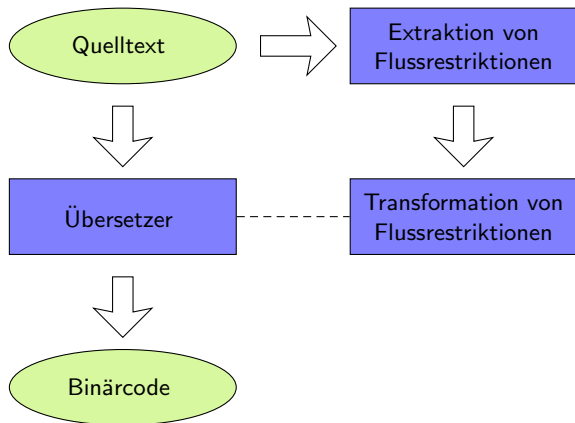 Quelltext
Extraktion von
Flussrestriktionen
Übersetzer
Transformation von
Flussrestriktionen
Binärcode